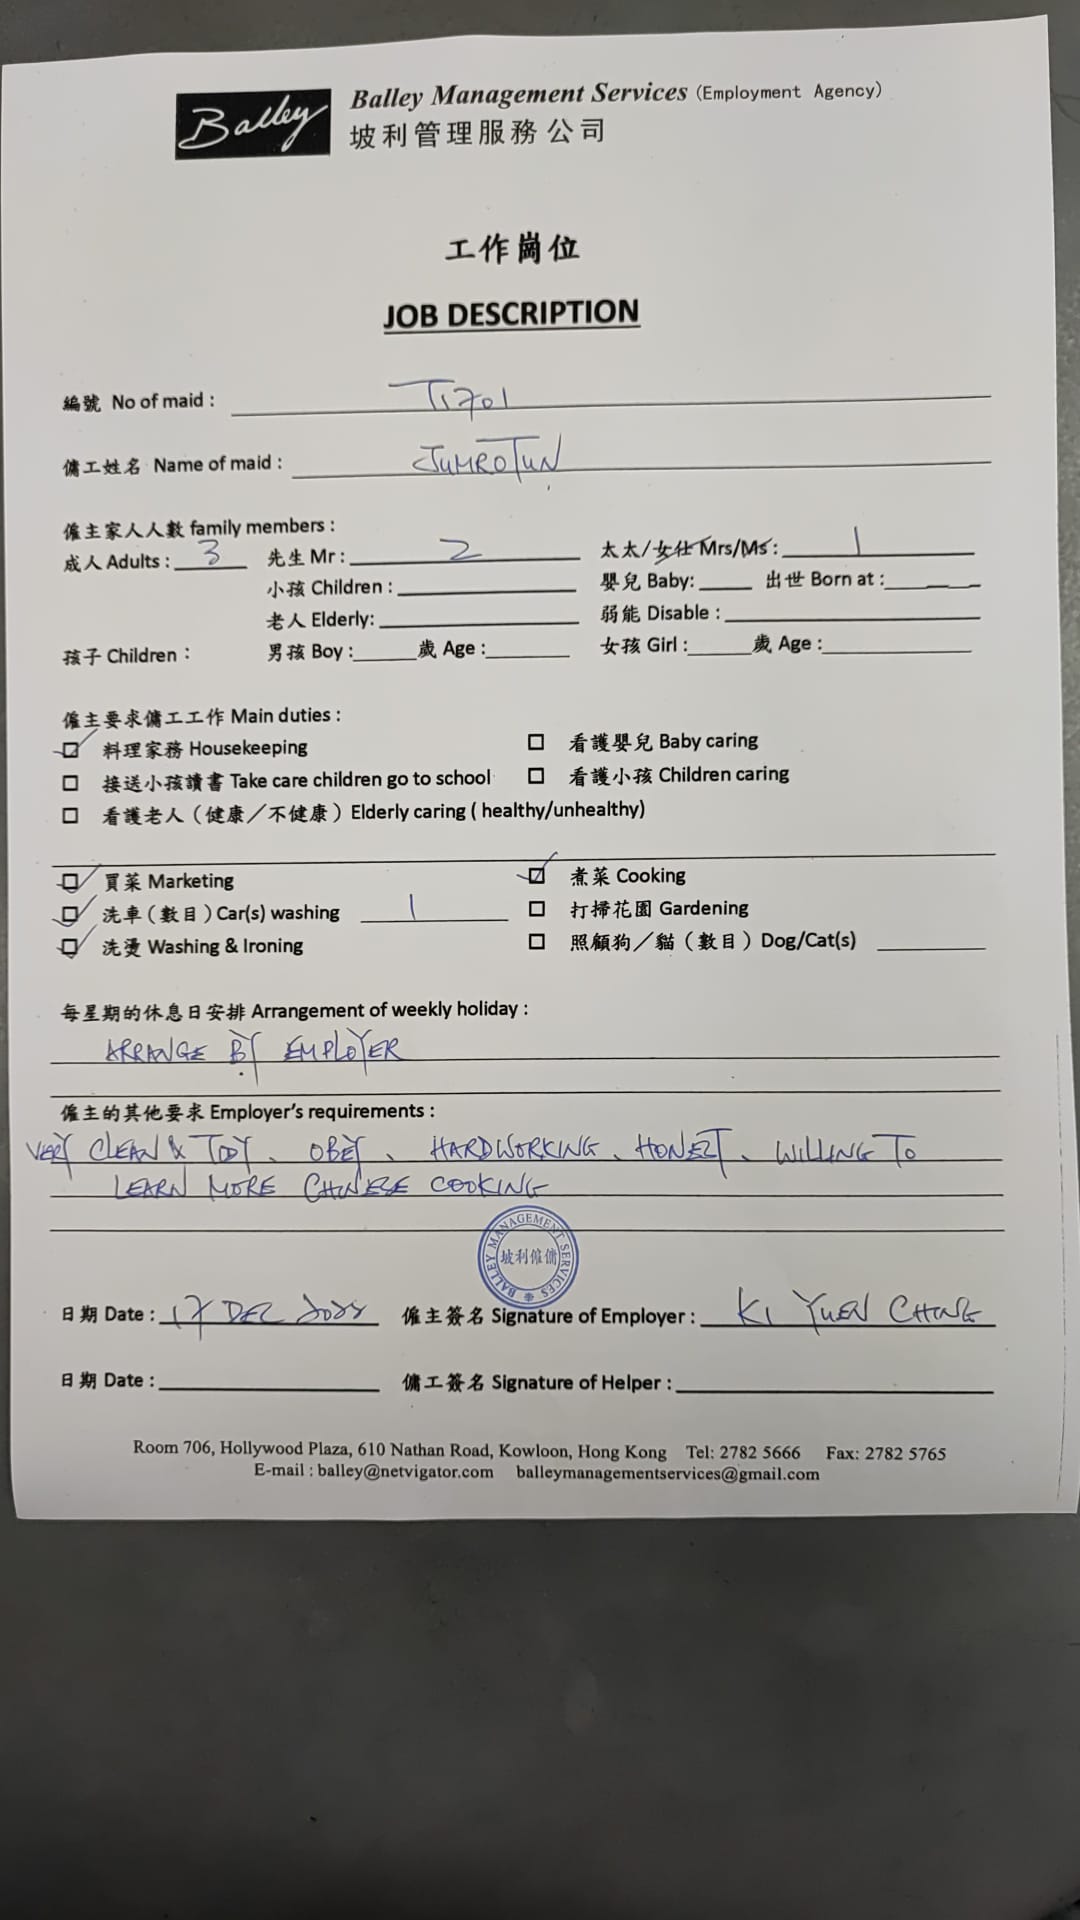 Balley
Balley Management Services (Employment Agency)
坡利管理服務公司
工作崗位
JOB DESCRIPTION
編號 No of maid : TS701
傭工姓名 Name of maid : JUMROTUN
僱主家人人數 family members :
成人 Adults : 3 先生 Mr : 2 太太/女仕 Mrs/Ms : 1
小孩 Children : 嬰兒 Baby: 出世 Born at :
老人 Elderly: 弱能 Disable :
孩子 Children : 男孩 Boy : 歲 Age : 女孩 Girl : 歲 Age :
僱主要求傭工工作 Main duties :
料理家務 Housekeeping 看護嬰兒 Baby caring
接送小孩讀書 Take care children go to school 看護小孩 Children caring
看護老人（健康／不健康）Elderly caring ( healthy/unhealthy)
買菜 Marketing 煮菜 Cooking
洗車（數目）Car(s) washing 1 打掃花園 Gardening
洗燙 Washing & Ironing 照顧狗／貓（數目）Dog/Cat(s)
每星期的休息日安排 Arrangement of weekly holiday :
ARRANGE BY EMPLOYER
僱主的其他要求 Employer's requirements :
VERY CLEAN & TIDY、OBEY、HARDWORKING、HONEST、WILLING TO
LEARN MORE CHINESE COOKING
BALLEY MANAGEMENT SERVICES
坡利僱傭
日期 Date : 17 DEC 僱主簽名 Signature of Employer : KI YUEN CHING
日期 Date : 傭工簽名 Signature of Helper :
Room 706, Hollywood Plaza, 610 Nathan Road, Kowloon, Hong Kong Tel: 2782 5666 Fax: 2782 5765
E-mail : balley@netvigator.com balleymanagementservices@gmail.com